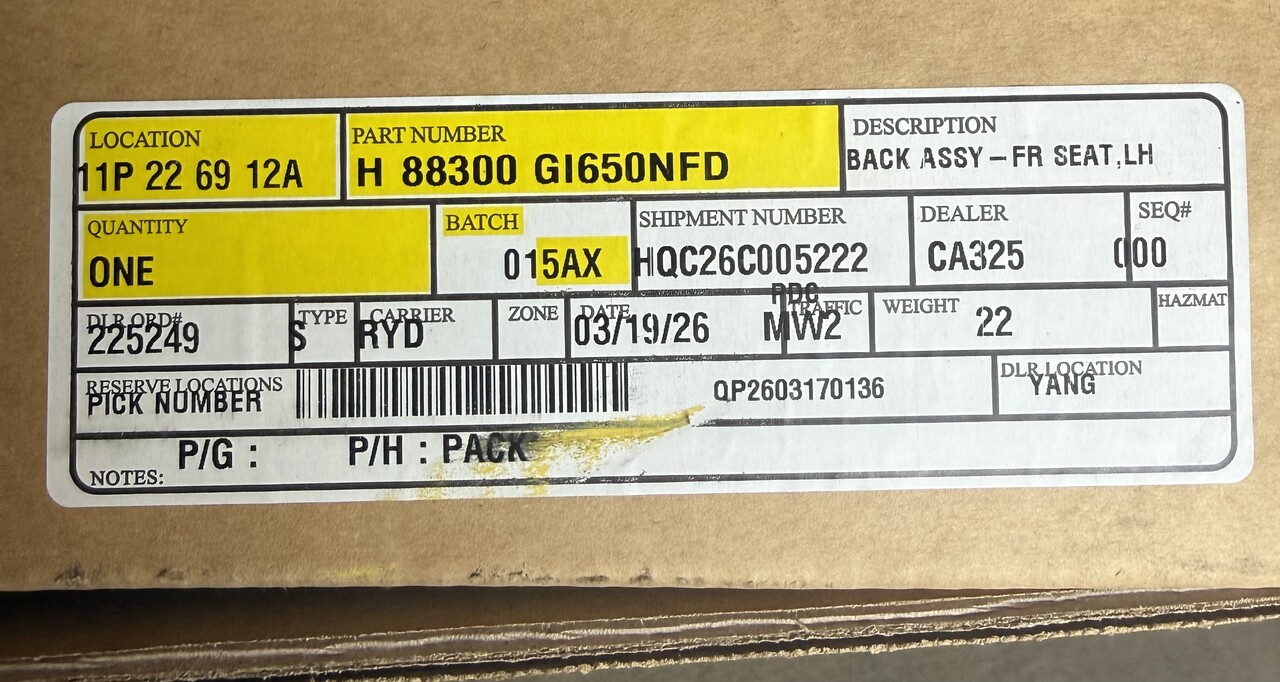 LOCATION
11P 22 69 12A
PART NUMBER
H 88300 GI650NFD
DESCRIPTION
BACK ASSY-FR SEAT,LH
QUANTITY
ONE
BATCH
015AX
SHIPMENT NUMBER
HQC26C005222
DEALER
CA325
SEQ#
000
DLR ORD#
225249
TYPE
S
CARRIER
RYD
ZONE
DATE
03/19/26
PDC
TRAFFIC
MW2
WEIGHT
22
HAZMAT
RESERVE LOCATIONS
PICK NUMBER
QP2603170136
DLR LOCATION
YANG
P/G : P/H : PACK
NOTES: